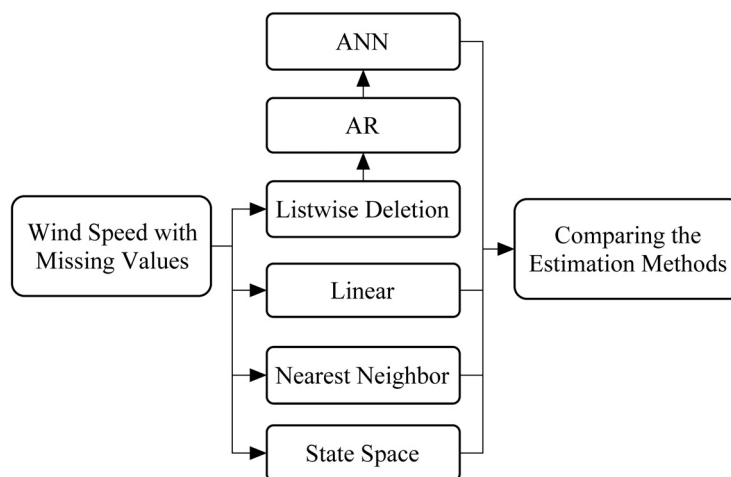 ANN
AR
Listwise Deletion
Wind Speed with
Missing Values
Comparing the
Estimation Methods
Linear
Nearest Neighbor
State Space